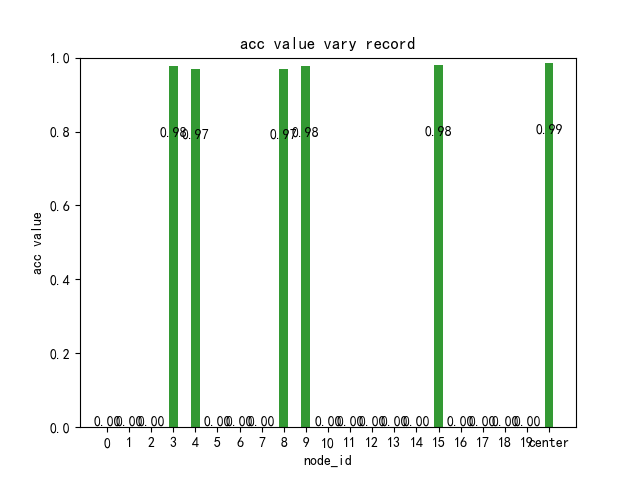 acc value vary record
acc value
1.0
0.8
0.6
0.4
0.2
0.0
0.00 0.00 0.00 0.98 0.97 0.00 0.00 0.00 0.97 0.98 0.00 0.00 0.00 0.00 0.00 0.98 0.00 0.00 0.00 0.00 0.99
0 1 2 3 4 5 6 7 8 9 10 11 12 13 14 15 16 17 18 19 center
node_id